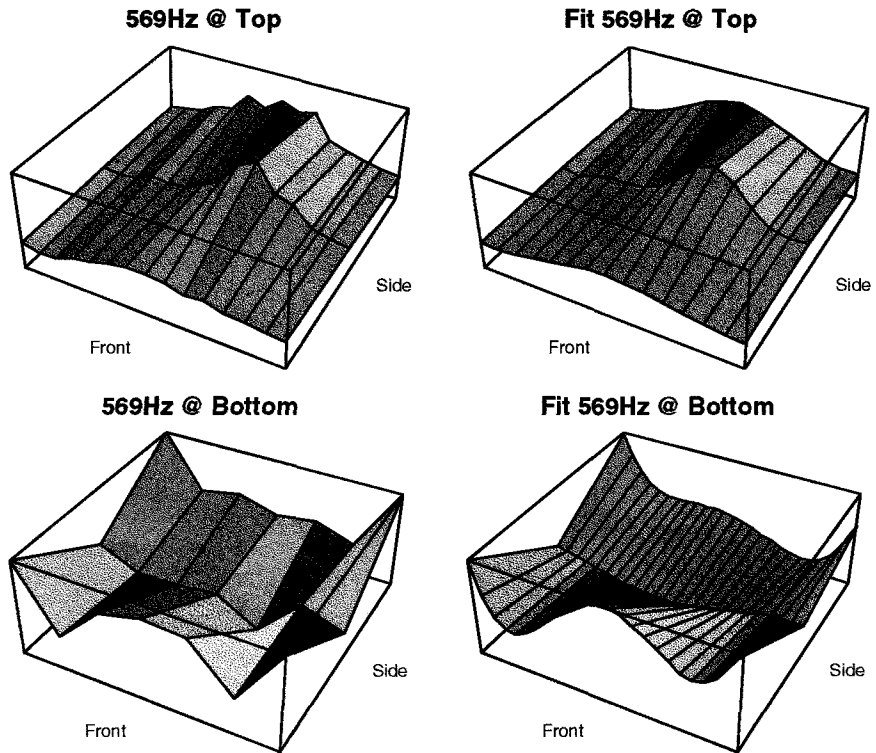 569Hz @ Top
Fit 569Hz @ Top
Side
Side
Front
Front
569Hz @ Bottom
Fit 569Hz @ Bottom
Side
Side
Front
Front